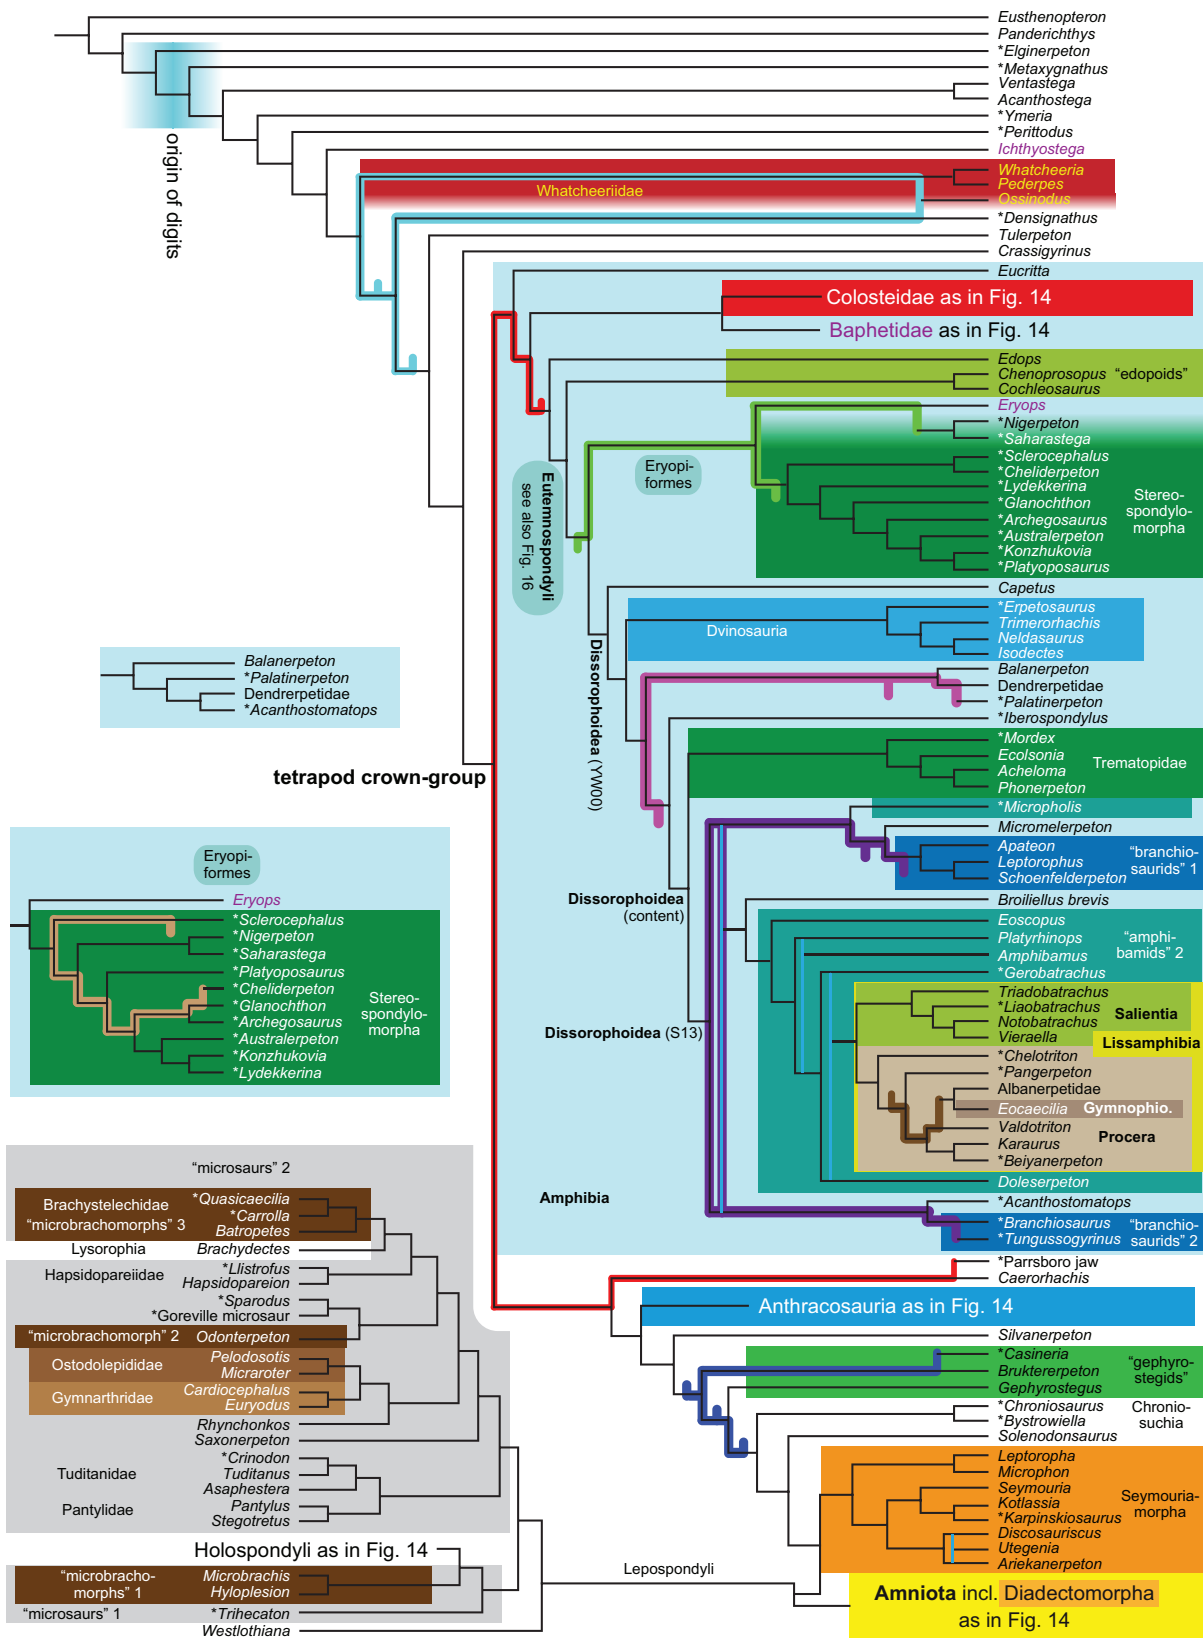 Eusthenopteron
Panderichthys
*Elginerpeton
*Metaxygnathus
Ventastega
Acanthostega
*Ymeria
*Perittodus
Ichthyostega
origin of digits
Whatcheeriidae
Whatcheeria
Pederpes
Ossinodus
*Densignathus
Tulerpeton
Crassigyrinus
Eucritta
Colosteidae as in Fig. 14
Baphetidae as in Fig. 14
Edops
Chenoprosopus
Cochleosaurus
"edopoids"
Eryops
*Nigerpeton
*Saharastega
*Sclerocephalus
*Cheliderpeton
*Lydekkerina
*Glanochthon
*Archegosaurus
*Australerpeton
*Konzhukovia
*Platyoposaurus
Eryopi-
formes
Stereo-
spondylo-
morpha
Eutemnospondyli
see also Fig. 16
Capetus
Dvinosauria
*Erpetosaurus
Trimerorhachis
Neldasaurus
Isodectes
Dissorophoidea (YW00)
Balanerpeton
Dendrerpetidae
*Palatinerpeton
*Iberospondylus
*Mordex
Ecolsonia
Acheloma
Phonerpeton
Trematopidae
tetrapod crown-group
*Micropholis
Micromelerpeton
Apateon
Leptorophus
Schoenfelderpeton
"branchio-
saurids" 1
Dissorophoidea
(content)
Broiliellus brevis
Eoscopus
Platyrhinops
Amphibamus
*Gerobatrachus
"amphi-
bamids" 2
Triadobatrachus
*Liaobatrachus
Notobatrachus
Vieraella
Salientia
Lissamphibia
Dissorophoidea (S13)
*Chelotriton
*Pangerpeton
Albanerpetidae
Eocaecilia
Gymnophio.
Valdotriton
Karaurus
*Beiyanerpeton
Procera
Doleserpeton
Amphibia
*Acanthostomatops
*Branchiosaurus
*Tungussogyrinus
"branchio-
saurids" 2
*Parrsboro jaw
Caerorhachis
Anthracosauria as in Fig. 14
Silvanerpeton
*Casineria
Bruktererpeton
Gephyrostegus
"gephyro-
stegids"
*Chroniosaurus
*Bystrowiella
Chronio-
suchia
Solenodonsaurus
Leptoropha
Microphon
Seymouria
Kotlassia
*Karpinskiosaurus
Discosauriscus
Utegenia
Ariekanerpeton
Seymouria-
morpha
Lepospondyli
Amniota incl. Diadectomorpha
as in Fig. 14
Balanerpeton
*Palatinerpeton
Dendrerpetidae
*Acanthostomatops
Eryopi-
formes
Eryops
*Sclerocephalus
*Nigerpeton
*Saharastega
*Platyoposaurus
*Cheliderpeton
*Glanochthon
*Archegosaurus
*Australerpeton
*Konzhukovia
*Lydekkerina
Stereo-
spondylo-
morpha
"microsaurs" 2
Brachystelechidae
"microbrachomorphs" 3
*Quasicaecilia
*Carrolla
Batropetes
Lysorophia
Brachydectes
Hapsidopareiidae
*Llistrofus
Hapsidopareion
*Sparodus
*Goreville microsaur
"microbrachomorph" 2
Odonterpeton
Ostodolepididae
Pelodosotis
Micraroter
Gymnarthridae
Cardiocephalus
Euryodus
Rhynchonkos
Saxonerpeton
Tuditanidae
*Crinodon
Tuditanus
Asaphestera
Pantylidae
Pantylus
Stegotretus
Holospondyli as in Fig. 14
"microbracho-
morphs" 1
Microbrachis
Hyloplesion
"microsaurs" 1
*Trihecaton
Westlothiana